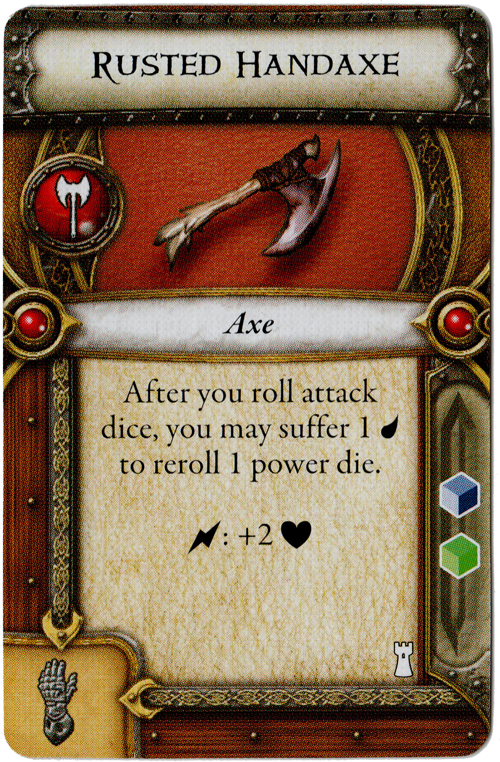 Rusted Handaxe
Axe
After you roll attack
dice, you may suffer 1
to reroll 1 power die.
: +2